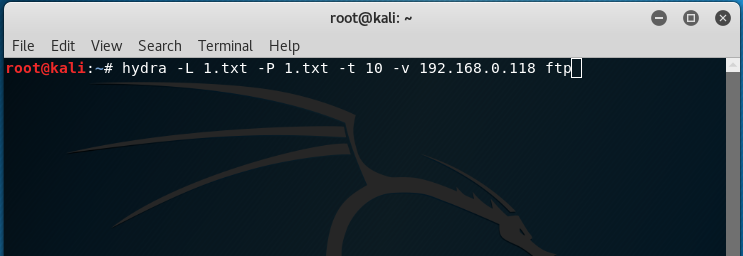 root@kali: ~
File Edit View Search Terminal Help
root@kali:~# hydra -L 1.txt -P 1.txt -t 10 -v 192.168.0.118 ftp